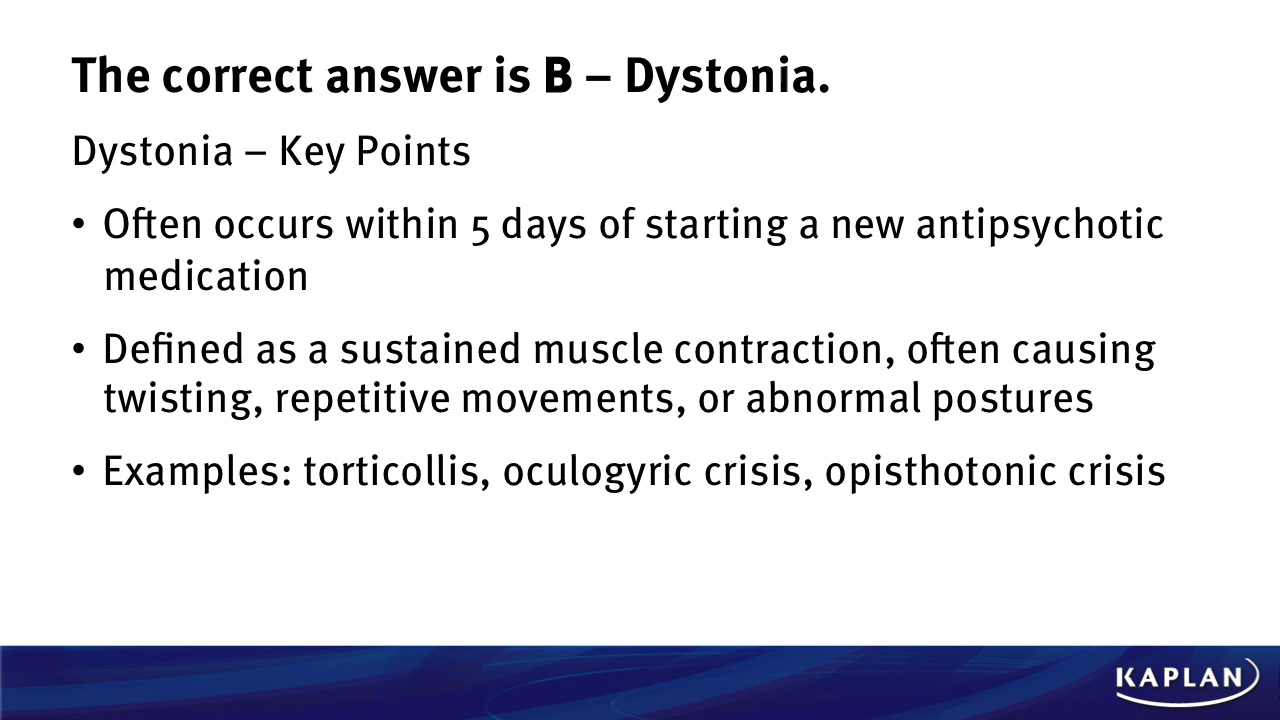 The correct answer is B – Dystonia.
Dystonia – Key Points
• Often occurs within 5 days of starting a new antipsychotic
medication
• Defined as a sustained muscle contraction, often causing
twisting, repetitive movements, or abnormal postures
• Examples: torticollis, oculogyric crisis, opisthotonic crisis
KAPLAN